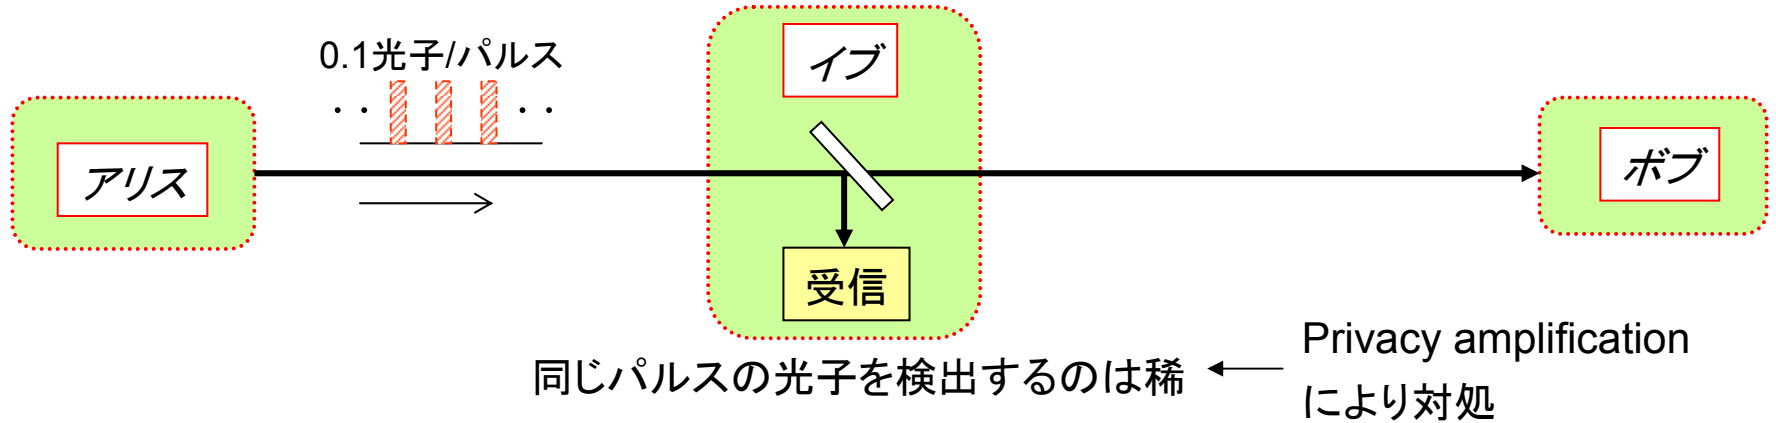 0.1光子/パルス
・・ ・・
アリス
イブ
ボブ
受信
同じパルスの光子を検出するのは稀
Privacy amplification
により対処